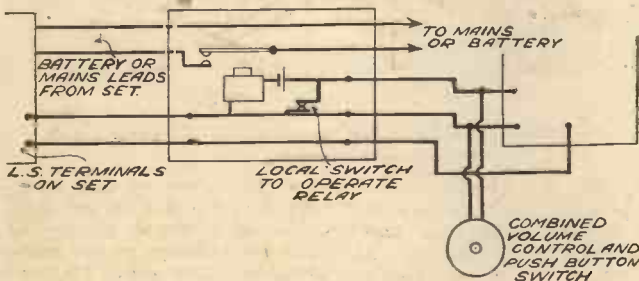 TO MAINS
OR BATTERY
BATTERY OR
MAINS LEADS
FROM SET.
L.S. TERMINALS
ON SET
LOCAL SWITCH
TO OPERATE
RELAY
COMBINED
VOLUME
CONTROL AND
PUSH BUTTON
SWITCH